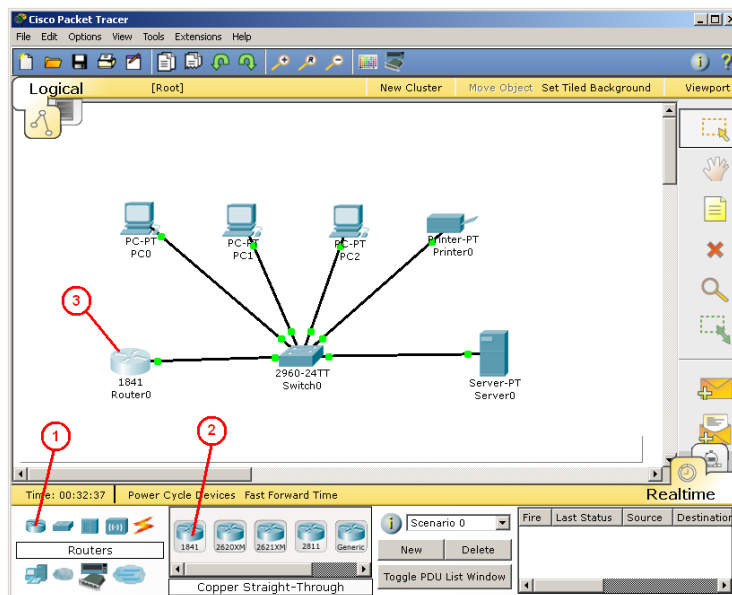 Cisco Packet Tracer
File Edit Options View Tools Extensions Help
Logical [Root] New Cluster Move Object Set Tiled Background Viewport
PC-PT
PC0
PC-PT
PC1
PC-PT
PC2
Printer-PT
Printer0
3
1841
Router0
2960-24TT
Switch0
Server-PT
Server0
1
2
Time: 00:32:37 Power Cycle Devices Fast Forward Time Realtime
Routers
1841 2620XM 2621XM 2811 Generic
Copper Straight-Through
Scenario 0
New Delete
Toggle PDU List Window
Fire Last Status Source Destination